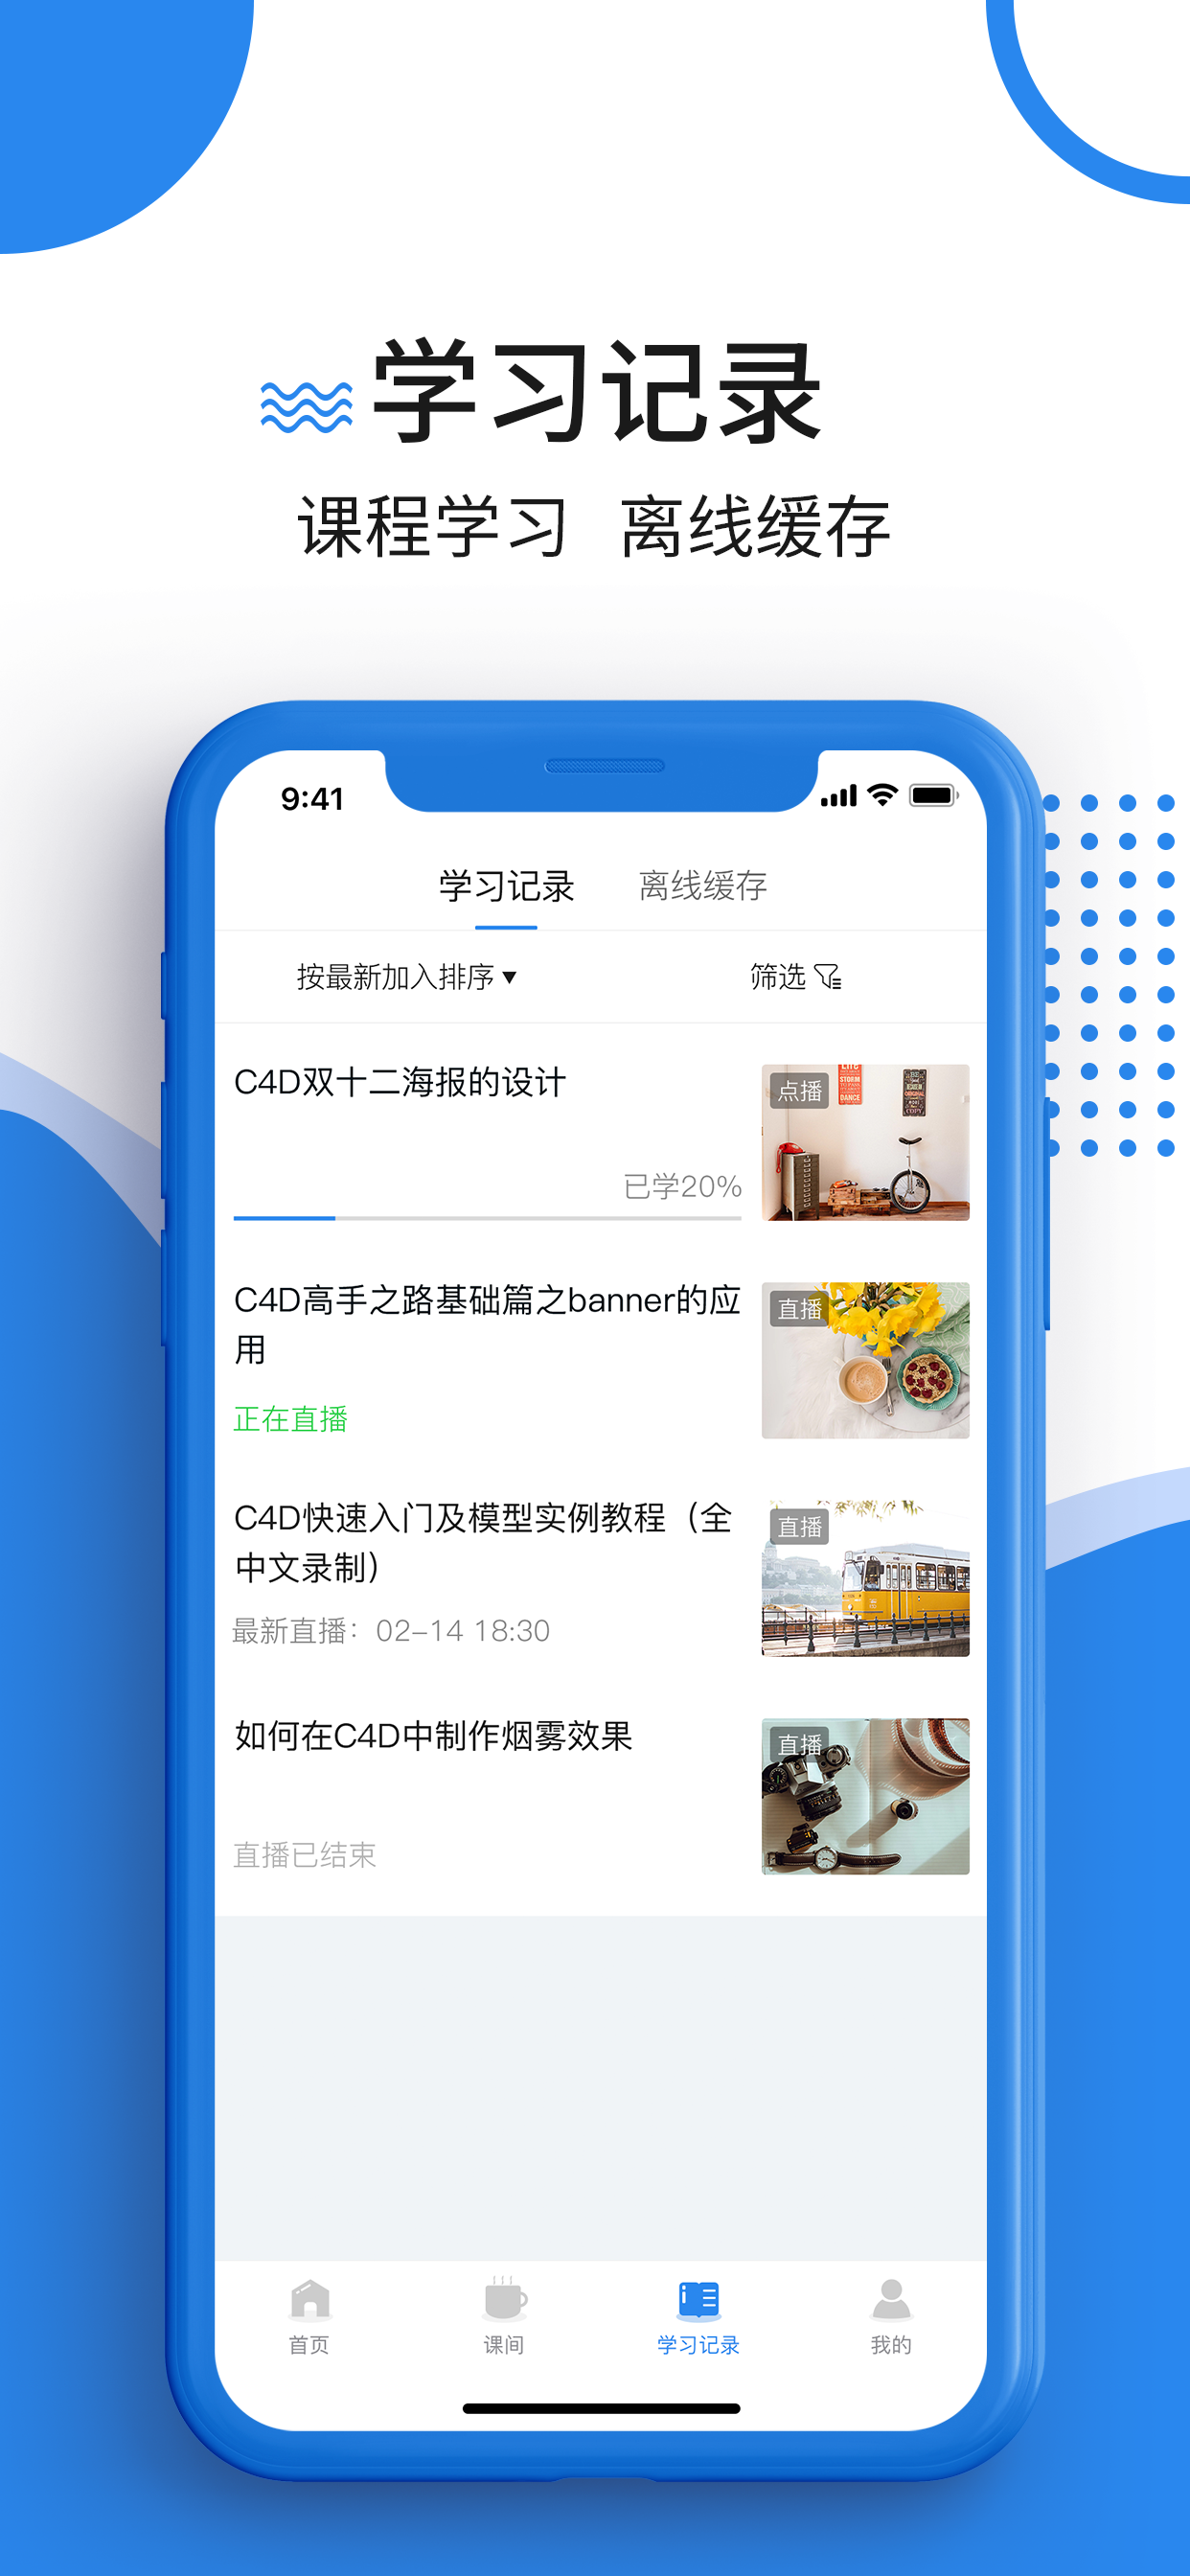 学习记录
课程学习 离线缓存
9:41
学习记录 离线缓存
按最新加入排序 筛选
C4D双十二海报的设计
点播
已学20%
C4D高手之路基础篇之banner的应
用
直播
正在直播
C4D快速入门及模型实例教程（全
中文录制）
直播
最新直播：02-14 18:30
如何在C4D中制作烟雾效果
直播
直播已结束
首页 课间 学习记录 我的